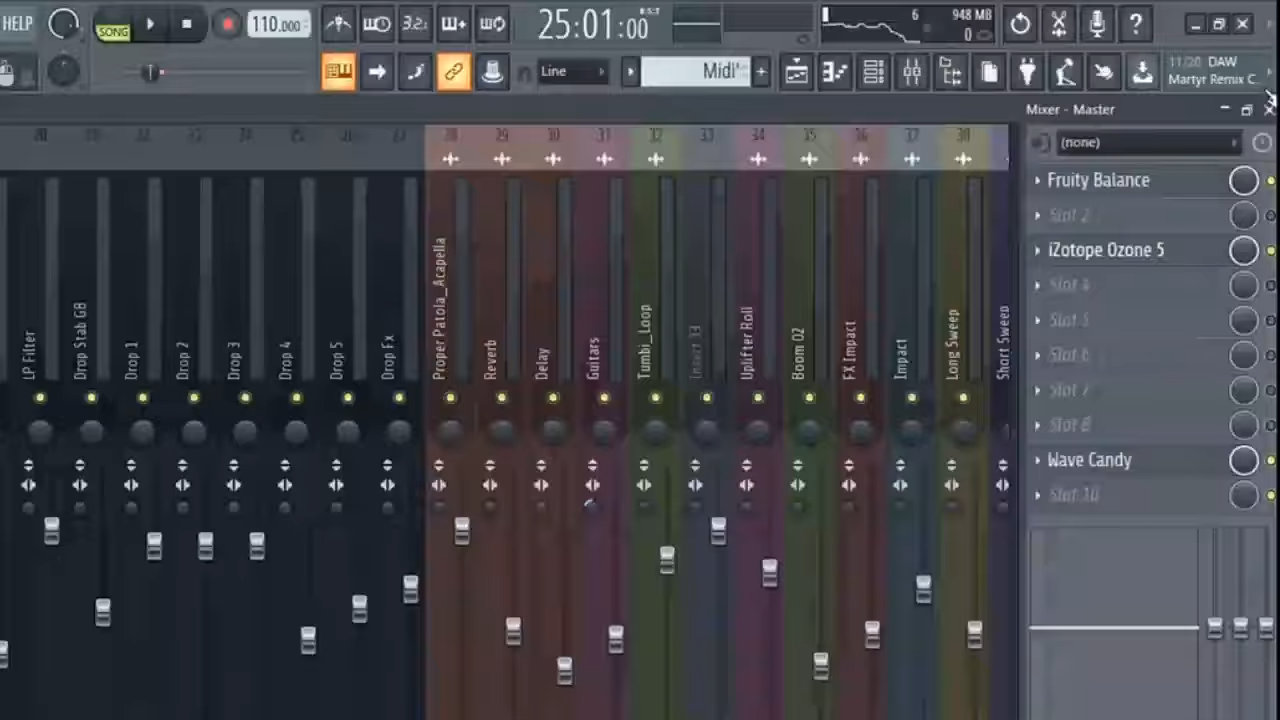 HELP
SONG
110.000
3.2:
25:01:00
B:S:T
6
948 MB
0
Line
Midi
11/20 DAW
Martyr Remix C..
Mixer - Master
28 29 30 31 32 33 34 35 36 37 38
(none)
Fruity Balance
Slot 2
iZotope Ozone 5
Slot 4
Slot 5
Slot 6
Slot 7
Slot 8
Wave Candy
Slot 10
LP Filter
Drop Stab G8
Drop 1
Drop 2
Drop 3
Drop 4
Drop 5
Drop Fx
Proper Patola_Acapella
Reverb
Delay
Guitars
Tumbi_Loop
Insert 33
Uplifter Roll
Boom 02
FX Impact
Impact
Long Sweep
Short Sweep